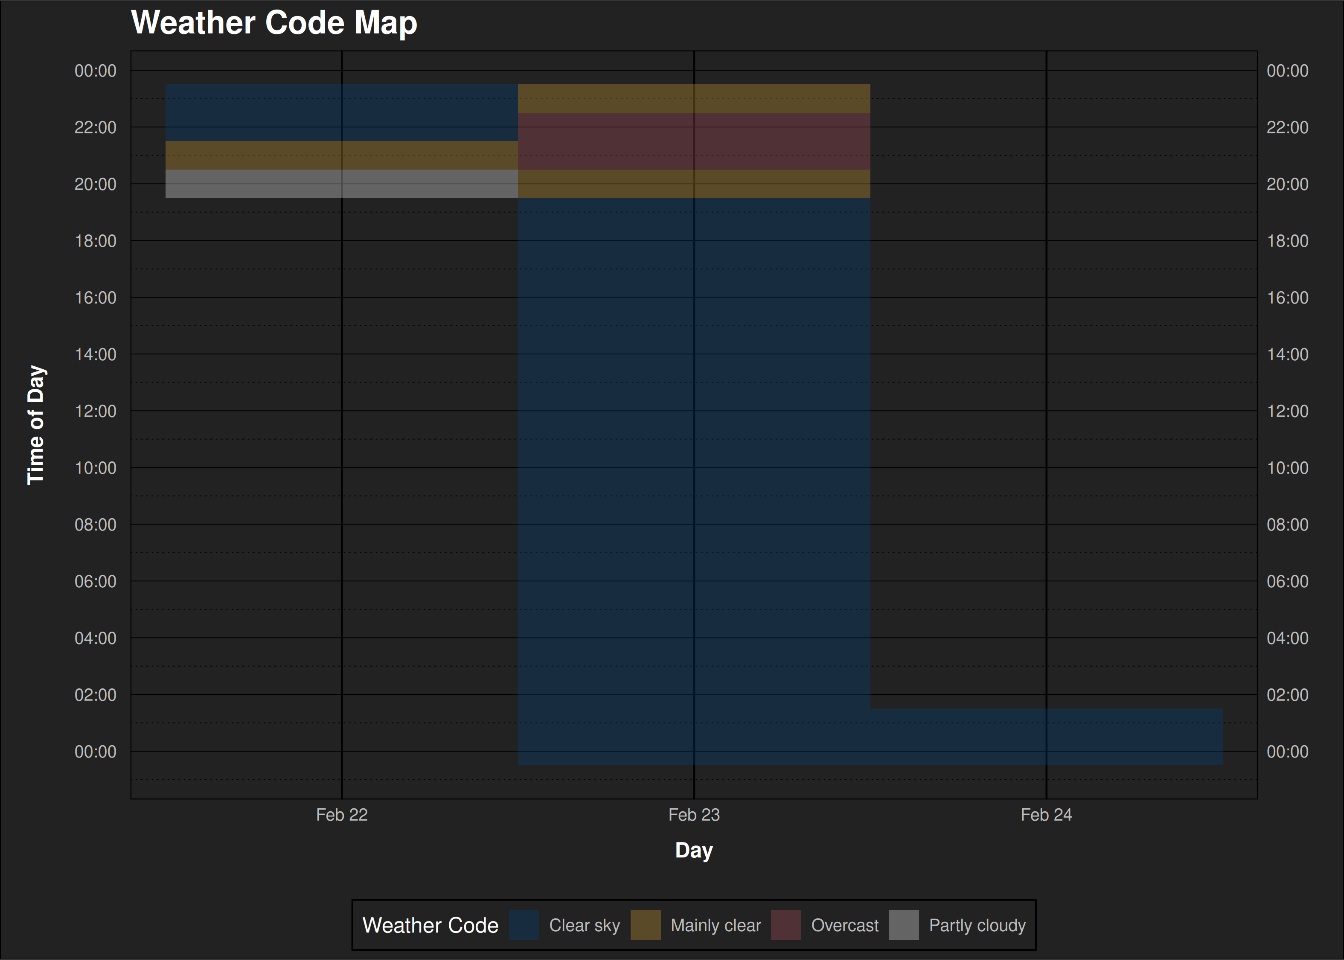 Weather Code Map
00:00 00:00
22:00 22:00
20:00 20:00
18:00 18:00
16:00 16:00
14:00 14:00
12:00 12:00
10:00 10:00
08:00 08:00
06:00 06:00
04:00 04:00
02:00 02:00
00:00 00:00
Time of Day
Feb 22 Feb 23 Feb 24
Day
Weather Code Clear sky Mainly clear Overcast Partly cloudy